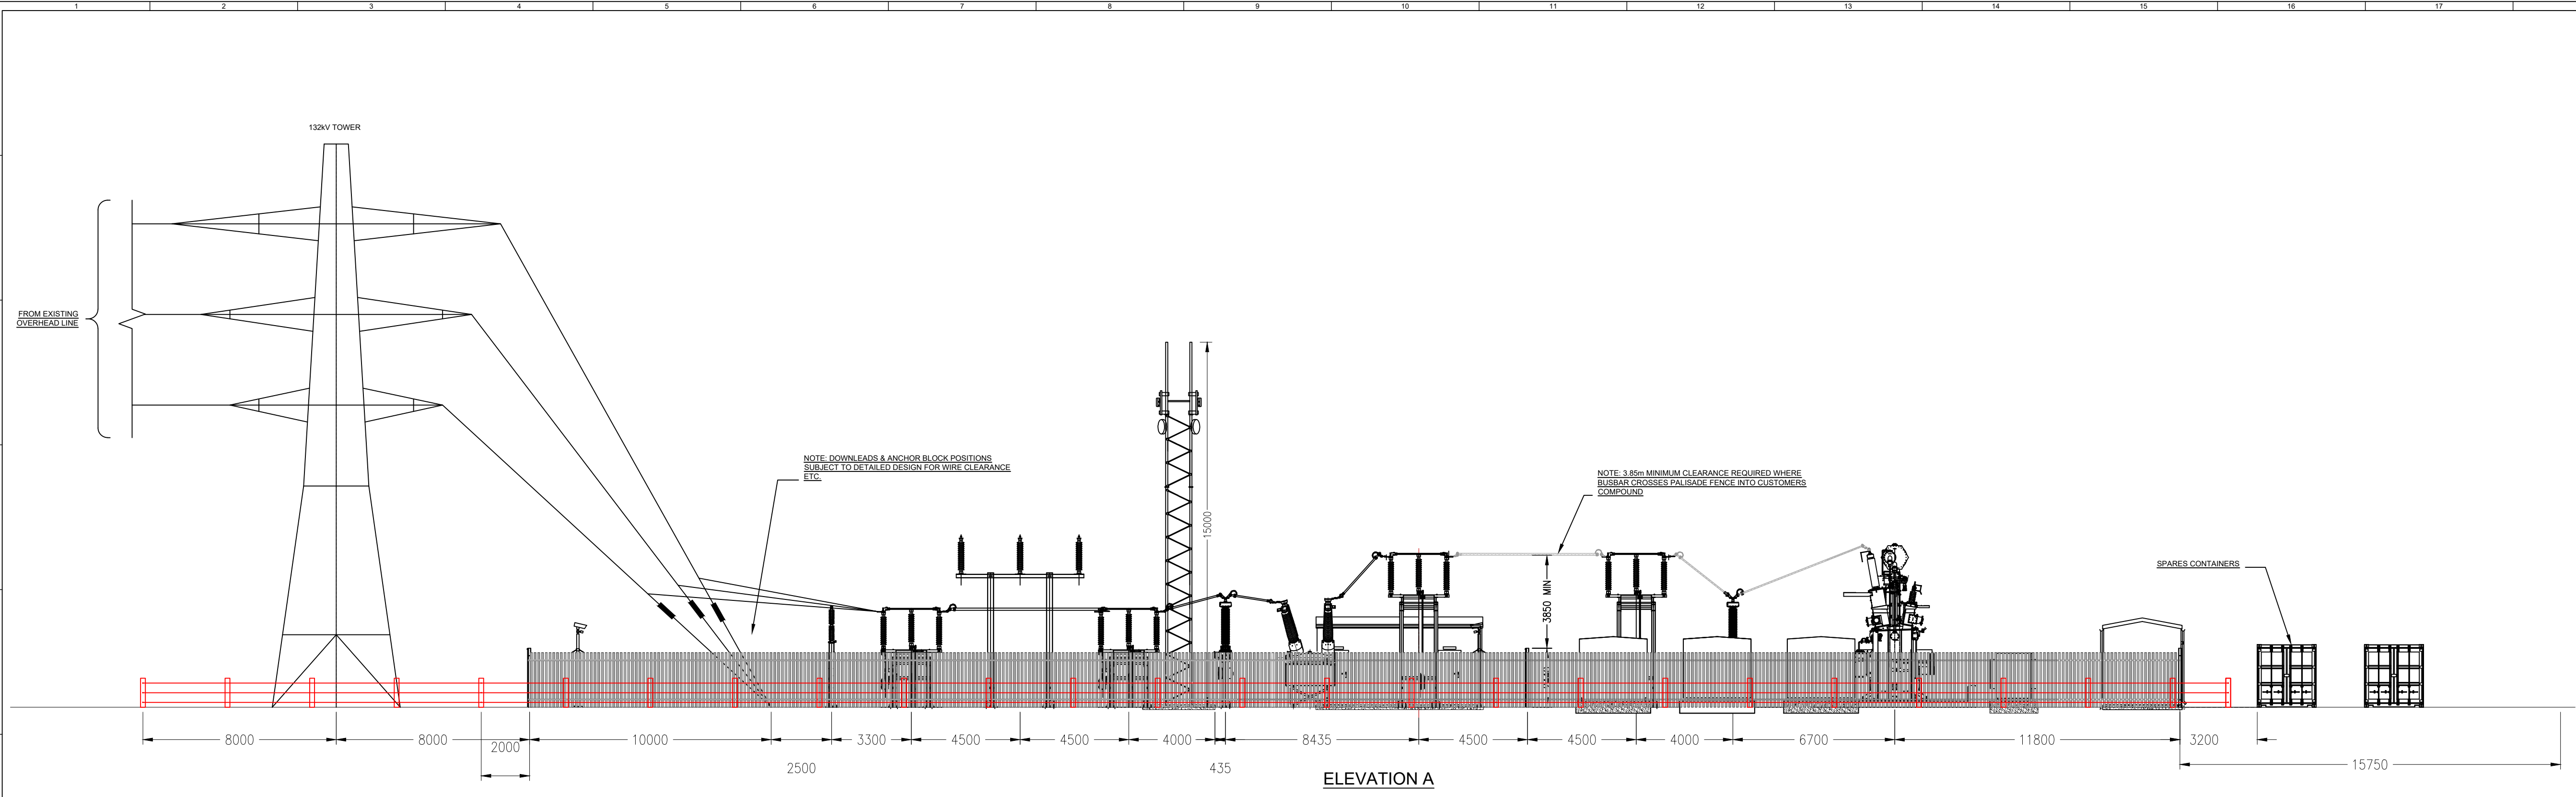 1 2 3 4 5 6 7 8 9 10 11 12 13 14 15 16 17
132kV TOWER
FROM EXISTING
OVERHEAD LINE
NOTE: DOWNLEADS & ANCHOR BLOCK POSITIONS
SUBJECT TO DETAILED DESIGN FOR WIRE CLEARANCE
ETC.
15000
NOTE: 3.85m MINIMUM CLEARANCE REQUIRED WHERE
BUSBAR CROSSES PALISADE FENCE INTO CUSTOMERS
COMPOUND
3850 MIN
SPARES CONTAINERS
8000 8000 10000 3300 4500 4500 4000 8435 4500 4500 4000 6700 11800 3200
2000
2500 435 15750
ELEVATION A